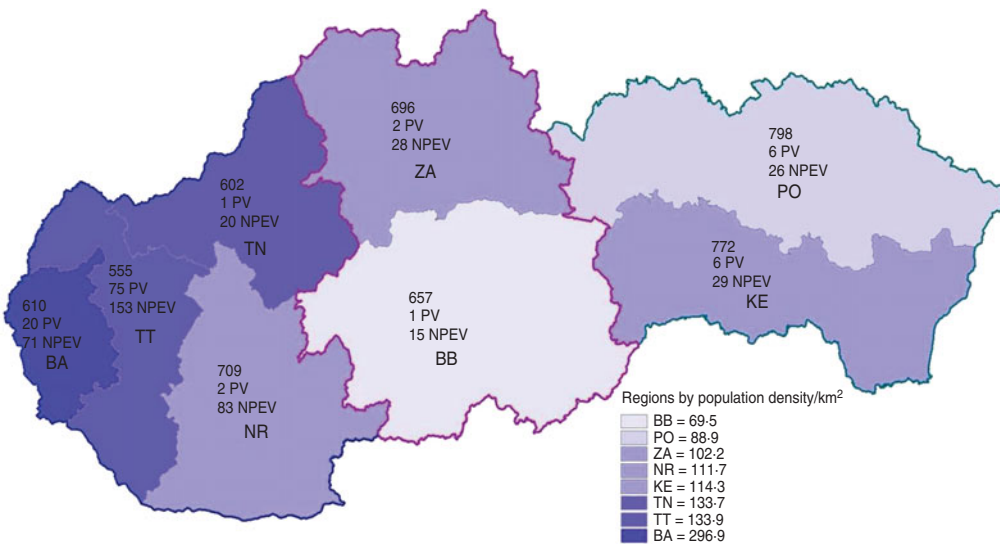 696
2 PV
28 NPEV
ZA
798
6 PV
26 NPEV
PO
602
1 PV
20 NPEV
TN
772
6 PV
29 NPEV
KE
555
75 PV
153 NPEV
TT
610
20 PV
71 NPEV
BA
657
1 PV
15 NPEV
BB
709
2 PV
83 NPEV
NR
Regions by population density/km²
BB = 69·5
PO = 88·9
ZA = 102·2
NR = 111·7
KE = 114·3
TN = 133·7
TT = 133·9
BA = 296·9